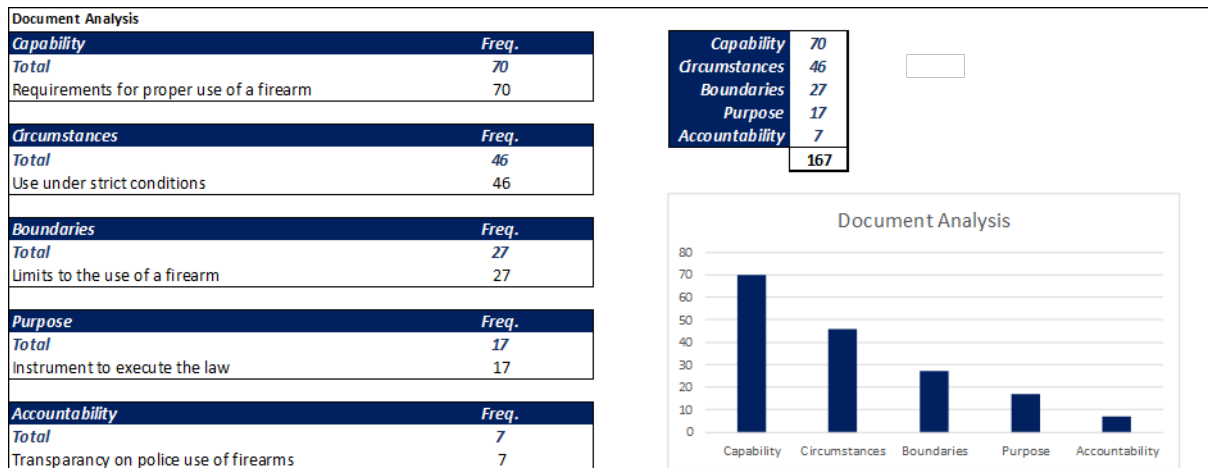 Document Analysis
Capability Freq.
Total 70
Requirements for proper use of a firearm 70
Circumstances Freq.
Total 46
Use under strict conditions 46
Boundaries Freq.
Total 27
Limits to the use of a firearm 27
Purpose Freq.
Total 17
Instrument to execute the law 17
Accountability Freq.
Total 7
Transparancy on police use of firearms 7
Capability 70
Circumstances 46
Boundaries 27
Purpose 17
Accountability 7
167
Document Analysis
80
70
60
50
40
30
20
10
0
Capability Circumstances Boundaries Purpose Accountability